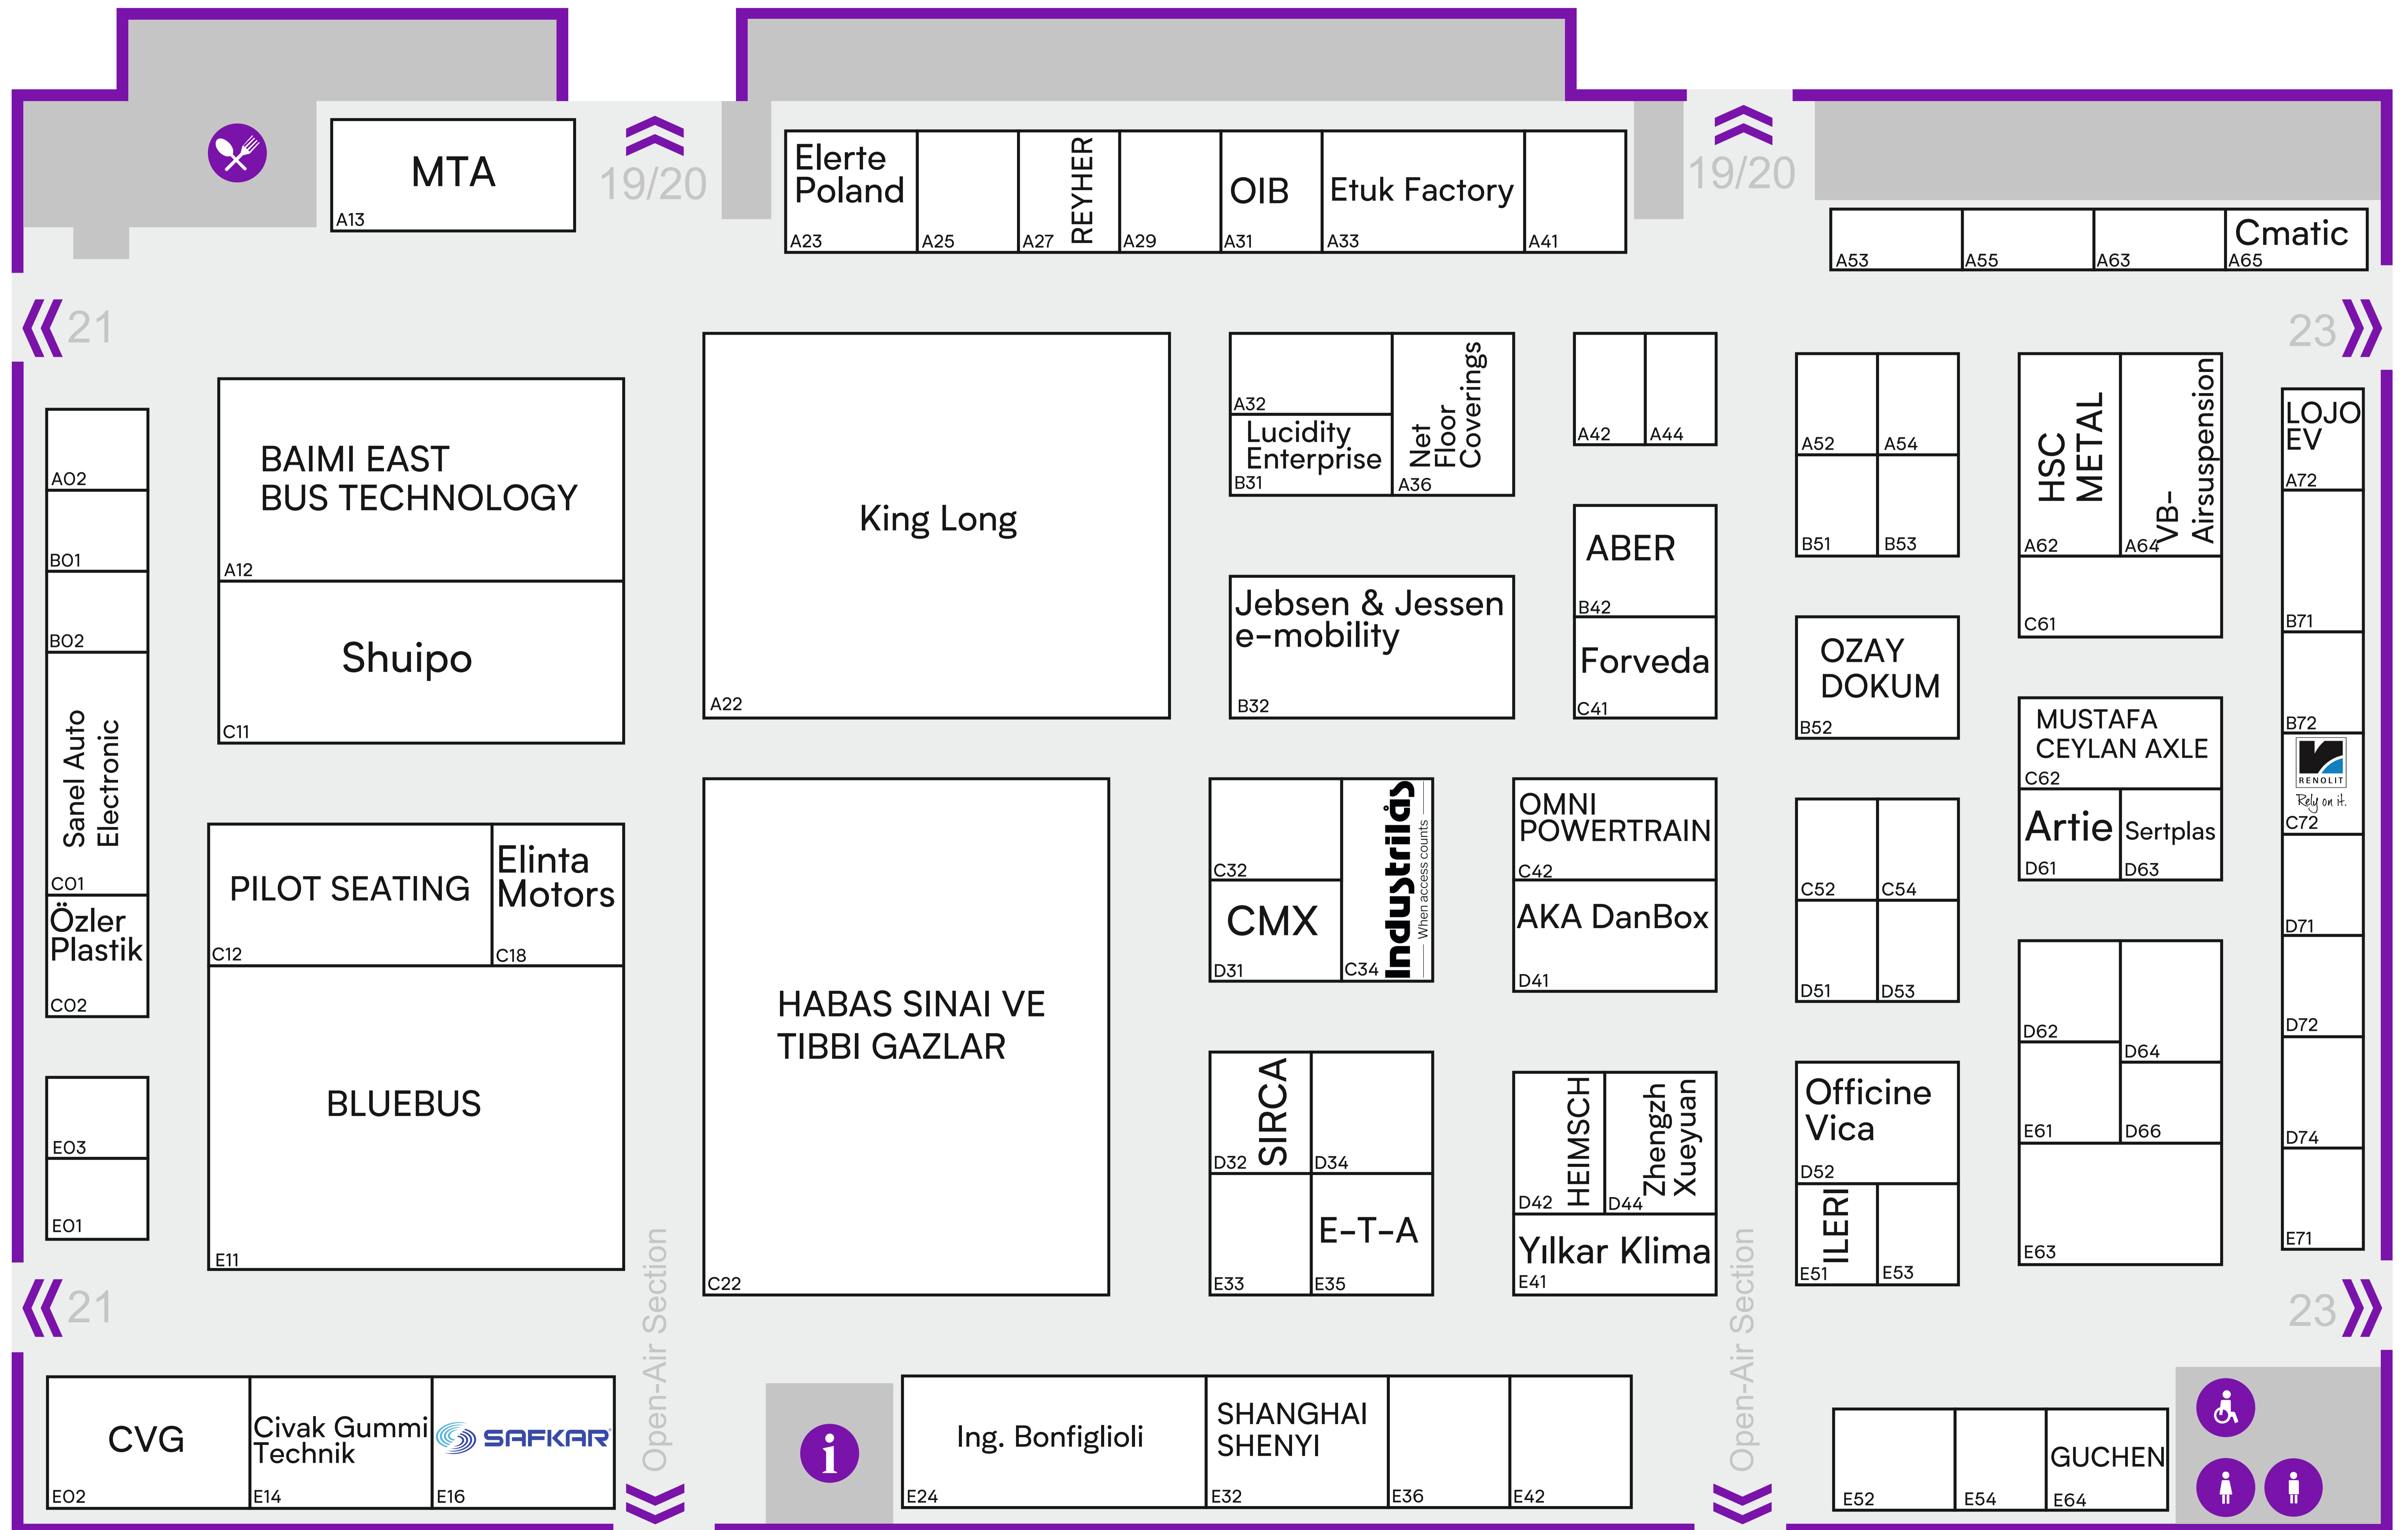 MTA
A13
19/20
Elerte
Poland
A23
A25
REYHER
A27
A29
OIB
A31
Etuk Factory
A33
A41
19/20
A53
A55
A63
Cmatic
A65
21
23
A02
B01
B02
Sanel Auto
Electronic
C01
Özler
Plastik
C02
E03
E01
BAIMI EAST
BUS TECHNOLOGY
A12
Shuipo
C11
PILOT SEATING
C12
Elinta
Motors
C18
BLUEBUS
E11
King Long
A22
HABAS SINAI VE
TIBBI GAZLAR
C22
A32
Lucidity
Enterprise
B31
Net
Floor
Coverings
A36
Jebsen & Jessen
e-mobility
B32
C32
CMX
D31
Industrilås
When access counts
C34
SIRCA
D32
D34
E33
E-T-A
E35
A42
A44
ABER
B42
Forveda
C41
OMNI
POWERTRAIN
C42
AKA DanBox
D41
HEIMSCH
D42
Zhengzh
Xueyuan
D44
Yılkar Klima
E41
A52
A54
B51
B53
OZAY
DOKUM
B52
C52
C54
D51
D53
Officine
Vica
D52
ILERI
E51
E53
HSC
METAL
A62
VB-
Airsuspension
A64
C61
MUSTAFA
CEYLAN AXLE
C62
Artie
D61
Sertplas
D63
D62
D64
E61
D66
E63
LOJO
EV
A72
B71
B72
RENOLIT
Rely on it.
C72
D71
D72
D74
E71
21
Open-Air Section
Open-Air Section
23
CVG
E02
Civak Gummi
Technik
E14
SAFKAR
E16
i
Ing. Bonfiglioli
E24
SHANGHAI
SHENYI
E32
E36
E42
E52
E54
GUCHEN
E64